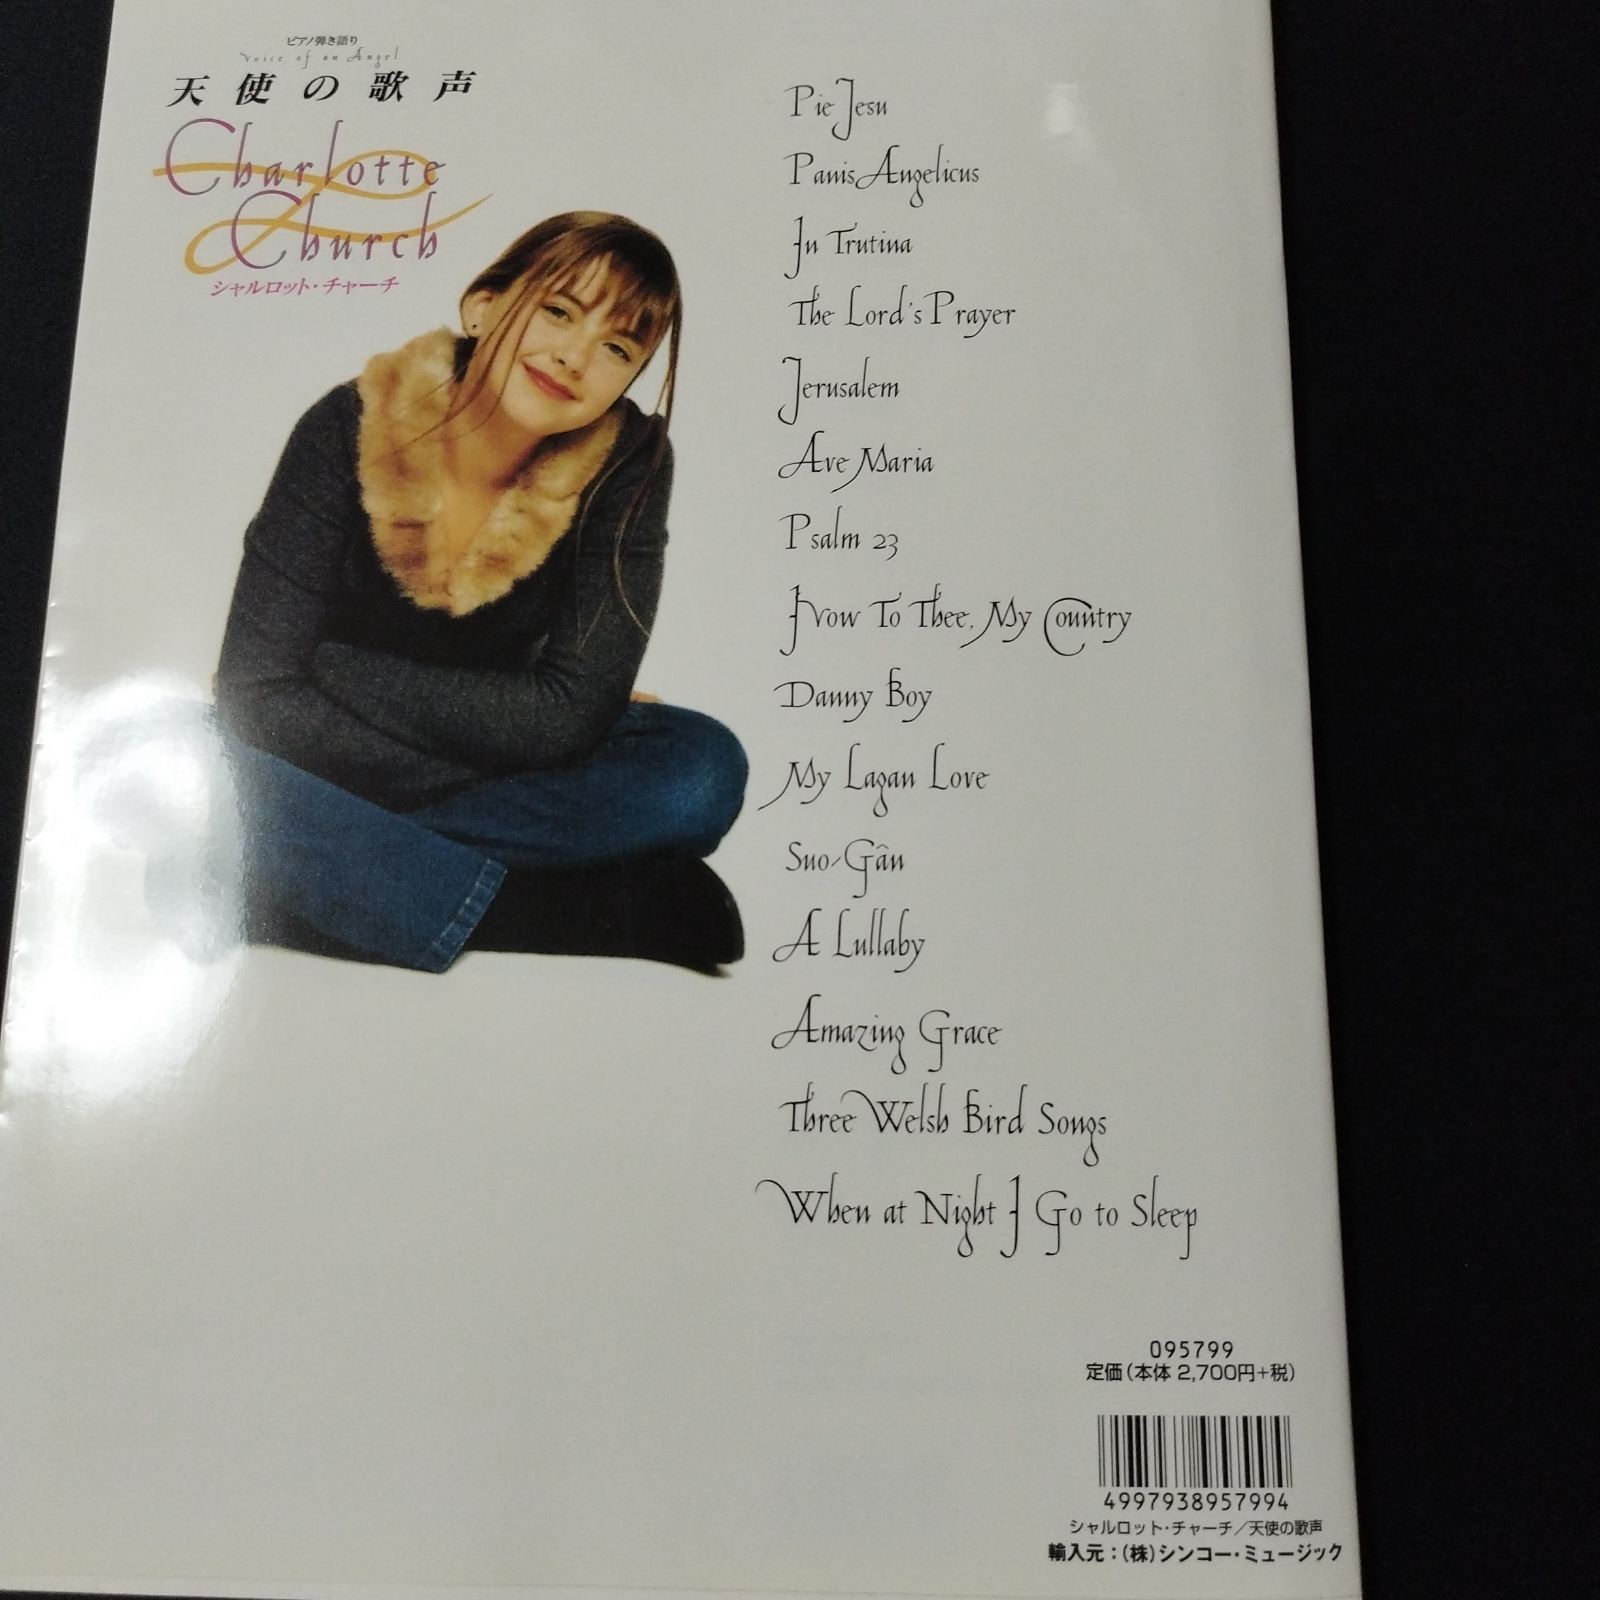 ピアノ弾き語り
Voice of an Angel
天使の歌声
Charlotte
Church
シャルロット・チャーチ
Pie Jesu
Panis Angelicus
In Trutina
The Lord's Prayer
Jerusalem
Ave Maria
Psalm 23
I Vow To Thee, My Country
Danny Boy
My Lagan Love
Suo-Gân
A Lullaby
Amazing Grace
Three Welsh Bird Songs
When at Night I Go to Sleep
095799
定価(本体 2,700円+税)
4997938957994
シャルロット・チャーチ/天使の歌声
輸入元:(株)シンコー・ミュージック